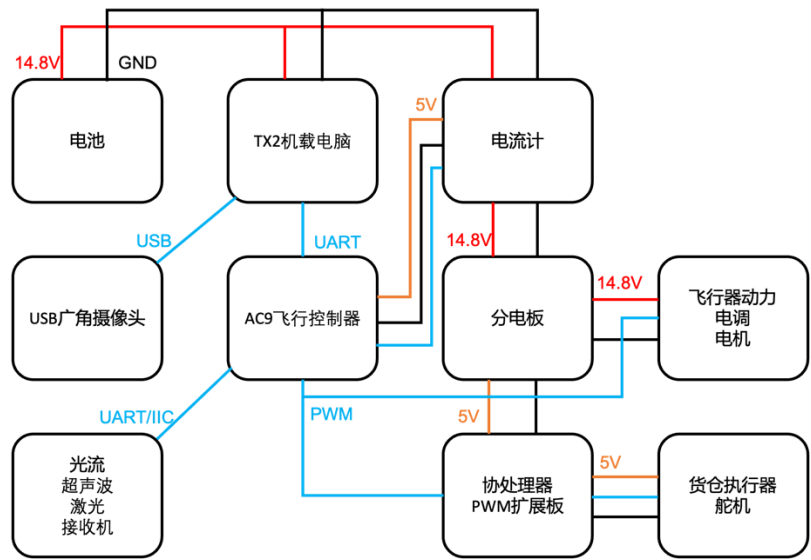 14.8V
GND
电池
TX2机载电脑
5V
电流计
USB
UART
14.8V
14.8V
USB广角摄像头
AC9飞行控制器
分电板
飞行器动力
电调
电机
UART/IIC
PWM
5V
光流
超声波
激光
接收机
协处理器
PWM扩展板
5V
货仓执行器
舵机